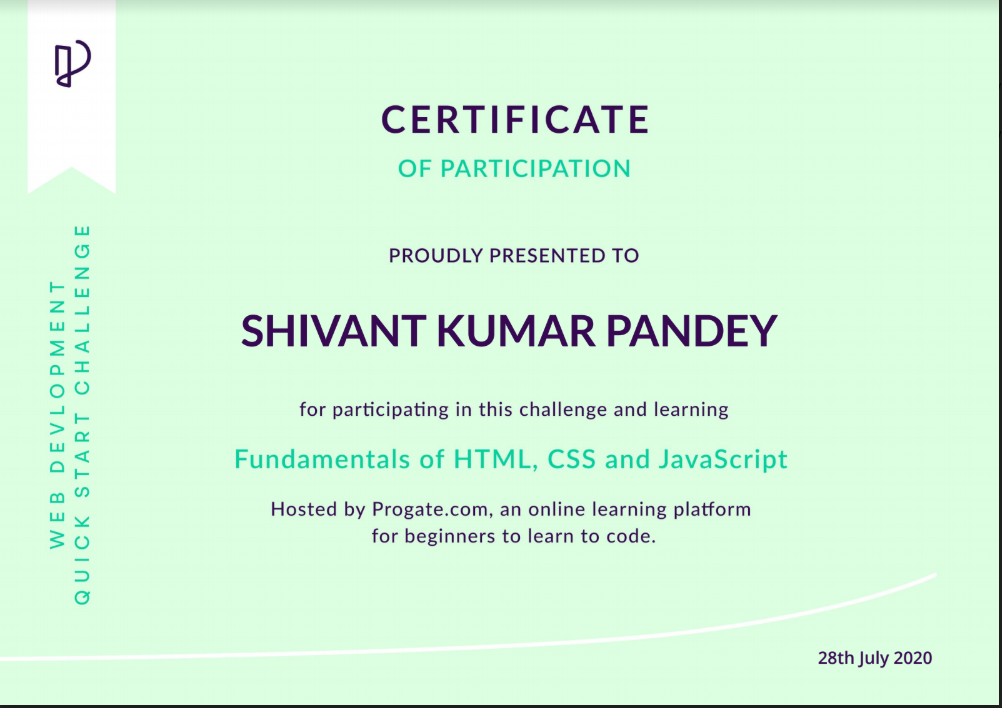 CERTIFICATE
OF PARTICIPATION
PROUDLY PRESENTED TO
SHIVANT KUMAR PANDEY
for participating in this challenge and learning
Fundamentals of HTML, CSS and JavaScript
Hosted by Progate.com, an online learning platform
for beginners to learn to code.
WEB DEVLOPMENT
QUICK START CHALLENGE
28th July 2020